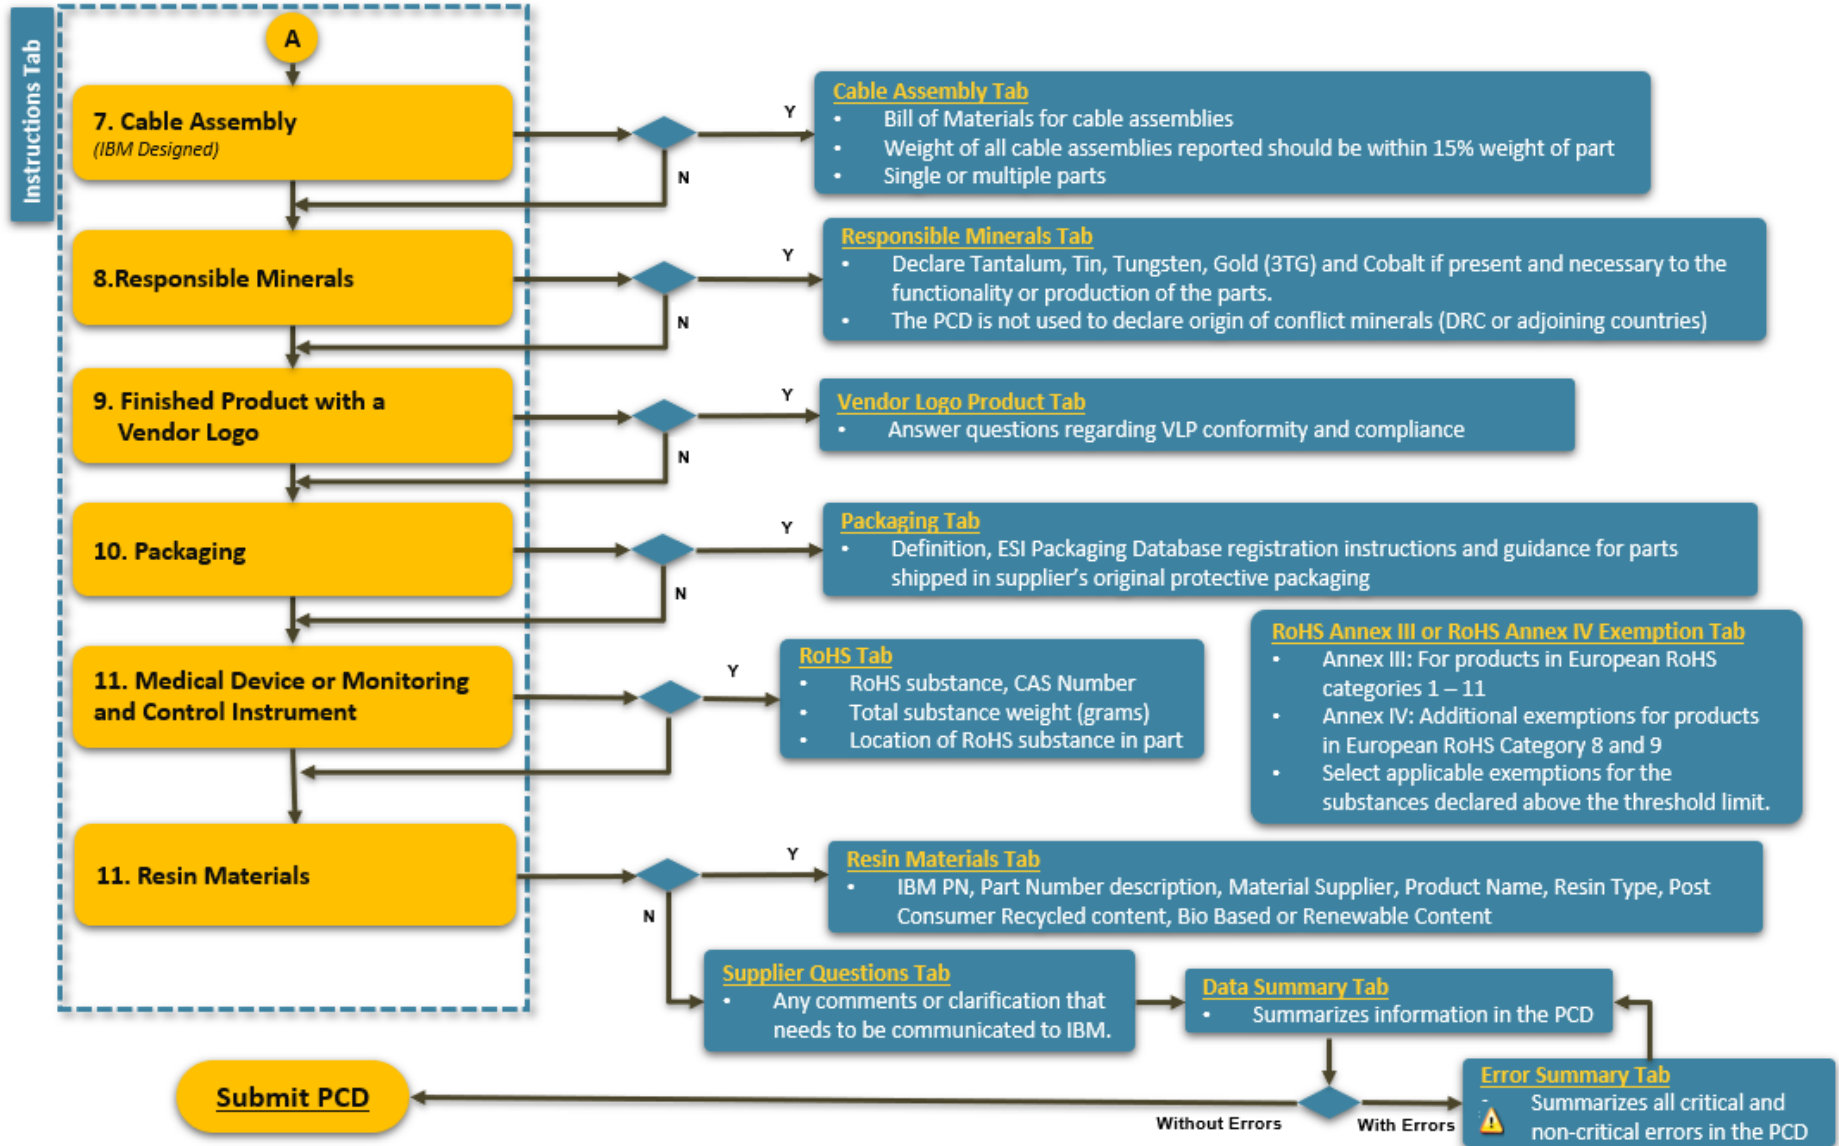 Instructions Tab
A
7. Cable Assembly
(IBM Designed)
Y
N
Cable Assembly Tab
• Bill of Materials for cable assemblies
• Weight of all cable assemblies reported should be within 15% weight of part
• Single or multiple parts
8.Responsible Minerals
Y
N
Responsible Minerals Tab
• Declare Tantalum, Tin, Tungsten, Gold (3TG) and Cobalt if present and necessary to the
functionality or production of the parts.
• The PCD is not used to declare origin of conflict minerals (DRC or adjoining countries)
9. Finished Product with a
Vendor Logo
Y
N
Vendor Logo Product Tab
• Answer questions regarding VLP conformity and compliance
10. Packaging
Y
N
Packaging Tab
• Definition, ESI Packaging Database registration instructions and guidance for parts
shipped in supplier's original protective packaging
11. Medical Device or Monitoring
and Control Instrument
Y
RoHS Tab
• RoHS substance, CAS Number
• Total substance weight (grams)
• Location of RoHS substance in part
RoHS Annex III or RoHS Annex IV Exemption Tab
• Annex III: For products in European RoHS
categories 1 – 11
• Annex IV: Additional exemptions for products
in European RoHS Category 8 and 9
• Select applicable exemptions for the
substances declared above the threshold limit.
11. Resin Materials
Y
N
Resin Materials Tab
• IBM PN, Part Number description, Material Supplier, Product Name, Resin Type, Post
Consumer Recycled content, Bio Based or Renewable Content
Supplier Questions Tab
• Any comments or clarification that
needs to be communicated to IBM.
Data Summary Tab
• Summarizes information in the PCD
Without Errors
With Errors
Error Summary Tab
- Summarizes all critical and
non-critical errors in the PCD
Submit PCD